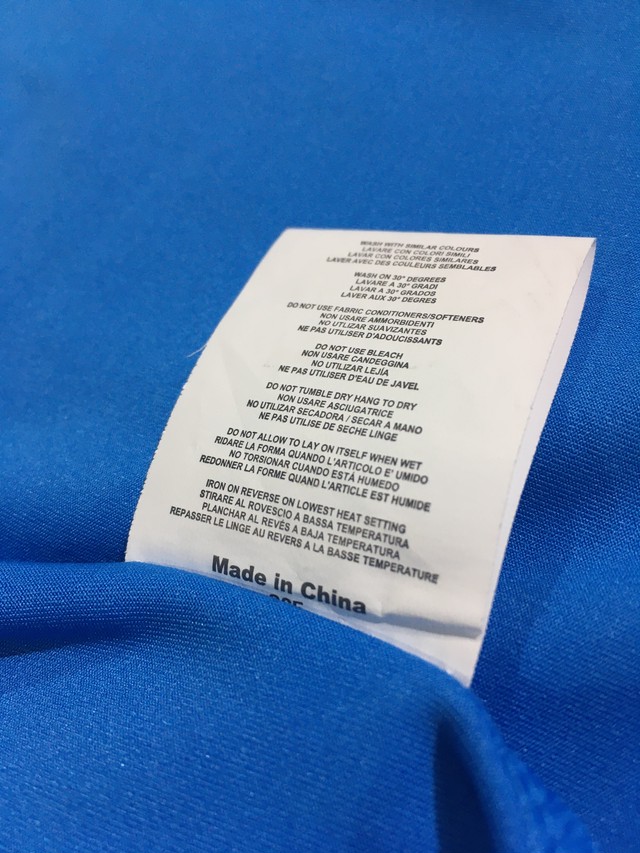 WASH WITH SIMILAR COLOURS
LAVARE CON COLORI SIMILI
LAVAR CON COLORES SIMILARES
LAVER AVEC DES COULEURS SEMBLABLES
WASH ON 30° DEGREES
LAVARE A 30° GRADI
LAVAR A 30° GRADOS
LAVER AUX 30° DEGRES
DO NOT USE FABRIC CONDITIONERS/SOFTENERS
NON USARE AMMORBIDENTI
NO UTLIZAR SUAVIZANTES
NE PAS UTILISER D'ADOUCISSANTS
DO NOT USE BLEACH
NON USARE CANDEGGINA
NO UTILIZAR LEJÍA
NE PAS UTILISER D'EAU DE JAVEL
DO NOT TUMBLE DRY HANG TO DRY
NON USARE ASCIUGATRICE
NO UTILIZAR SECADORA / SECAR A MANO
NE PAS UTILISE DE SECHE LINGE
DO NOT ALLOW TO LAY ON ITSELF WHEN WET
RIDARE LA FORMA QUANDO L'ARTICOLO E' UMIDO
NO TORSIONAR CUANDO ESTÁ HUMEDO
REDONNER LA FORME QUAND L'ARTICLE EST HUMIDE
IRON ON REVERSE ON LOWEST HEAT SETTING
STIRARE AL ROVESCIO A BASSA TEMPERATURA
PLANCHAR AL REVÉS A BAJA TEMPERATURA
REPASSER LE LINGE AU REVERS A LA BASSE TEMPERATURE
Made in China